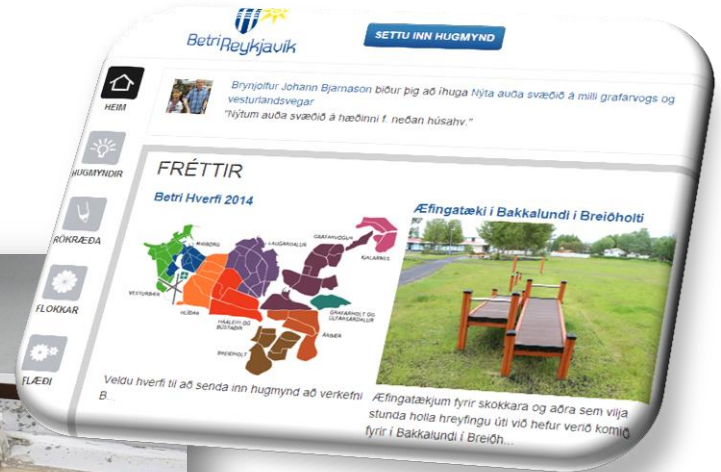 BetriReykjavík
SETTU INN HUGMYND
HEIM
HUGMYNDIR
RÖKRÆÐA
FLOKKAR
FLÆÐI
Brynjolfur Johann Bjarnason biður þig að íhuga Nýta auða svæðið á milli grafarvogs og
vesturlandsvegar
"Nýtum auða svæðið á hæðinni f. neðan húsahv."
FRÉTTIR
Betri Hverfi 2014
VESTURBÆR
MIÐBORG
HLÍÐAR
LAUGARDALUR
HÁALEITI OG
BÚSTAÐIR
BREIÐHOLT
GRAFARVOGUR
KJALARNES
GRAFARHOLT OG
ÚLFARSÁRDALUR
ÁRBÆR
Veldu hverfi til að senda inn hugmynd að verkefni
B...
Æfingatæki í Bakkalundi í Breiðholti
Æfingatækjum fyrir skokkara og aðra sem vilja
stunda holla hreyfingu úti við hefur verið komið
fyrir í Bakkalundi í Breiðh...